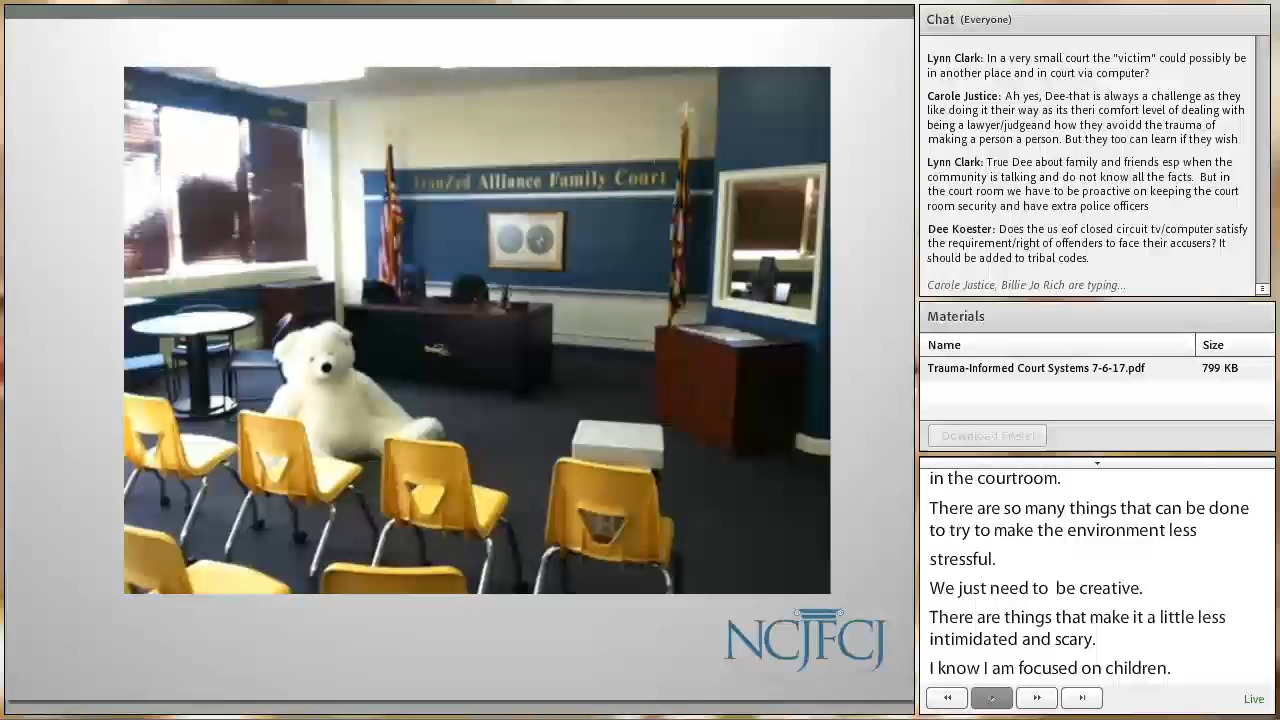 TranZed Alliance Family Court
NCJFCJ
Chat (Everyone)
Lynn Clark: In a very small court the "victim" could possibly be
in another place and in court via computer?
Carole Justice: Ah yes, Dee-that is always a challenge as they
like doing it their way as its theri comfort level of dealing with
being a lawyer/judgeand how they avoidd the trauma of
making a person a person. But they too can learn if they wish
Lynn Clark: True Dee about family and friends esp when the
community is talking and do not know all the facts. But in
the court room we have to be proactive on keeping the court
room security and have extra police officers
Dee Koester: Does the us eof closed circuit tv/computer satisfy
the requirement/right of offenders to face their accusers? It
should be added to tribal codes.
Carole Justice, Billie Jo Rich are typing...
Materials
Name Size
Trauma-Informed Court Systems 7-6-17.pdf 799 KB
Download File(s)
in the courtroom.
There are so many things that can be done
to try to make the environment less
stressful.
We just need to be creative.
There are things that make it a little less
intimidated and scary.
I know I am focused on children.
Live